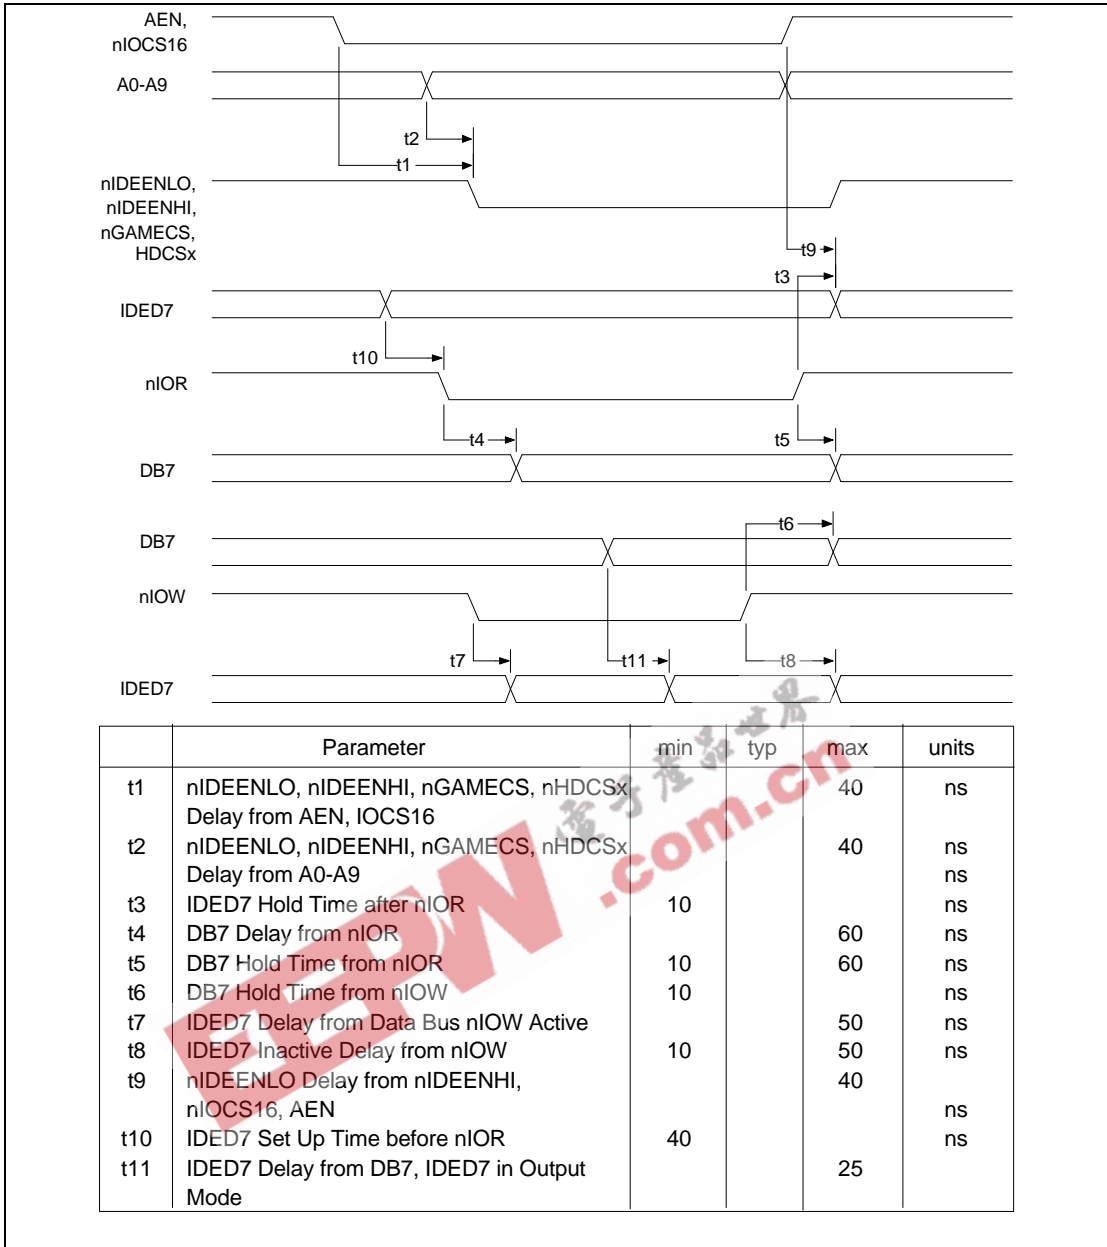 AEN,
nIOCS16
A0-A9
t2
t1
nIDEENLO,
nIDEENHI,
nGAMECS,
HDCSx
t9
t3
IDED7
t10
nIOR
t4
t5
DB7
t6
DB7
nIOW
t7
t11
t8
IDED7
Parameter min typ max units
t1 nIDEENLO, nIDEENHI, nGAMECS, nHDCSx 40 ns
Delay from AEN, IOCS16
t2 nIDEENLO, nIDEENHI, nGAMECS, nHDCSx 40 ns
Delay from A0-A9 ns
t3 IDED7 Hold Time after nIOR 10 ns
t4 DB7 Delay from nIOR 60 ns
t5 DB7 Hold Time from nIOR 10 60 ns
t6 DB7 Hold Time from nIOW 10 ns
t7 IDED7 Delay from Data Bus nIOW Active 50 ns
t8 IDED7 Inactive Delay from nIOW 10 50 ns
t9 nIDEENLO Delay from nIDEENHI, 40
nIOCS16, AEN ns
t10 IDED7 Set Up Time before nIOR 40 ns
t11 IDED7 Delay from DB7, IDED7 in Output 25
Mode
EEPW
.com.cn
電子產品世界